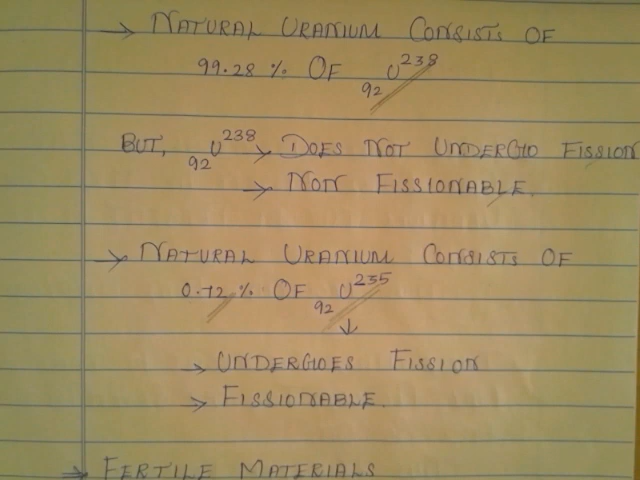 → NATURAL URANIUM CONSISTS OF
99.28 % OF ₉₂U²³⁸
BUT, ₉₂U²³⁸ → DOES NOT UNDERGO FISSION
→ NON FISSIONABLE.
→ NATURAL URANIUM CONSISTS OF
0.72 % OF ₉₂U²³⁵
↓
→ UNDERGOES FISSION
→ FISSIONABLE.
⇒ FERTILE MATERIALS